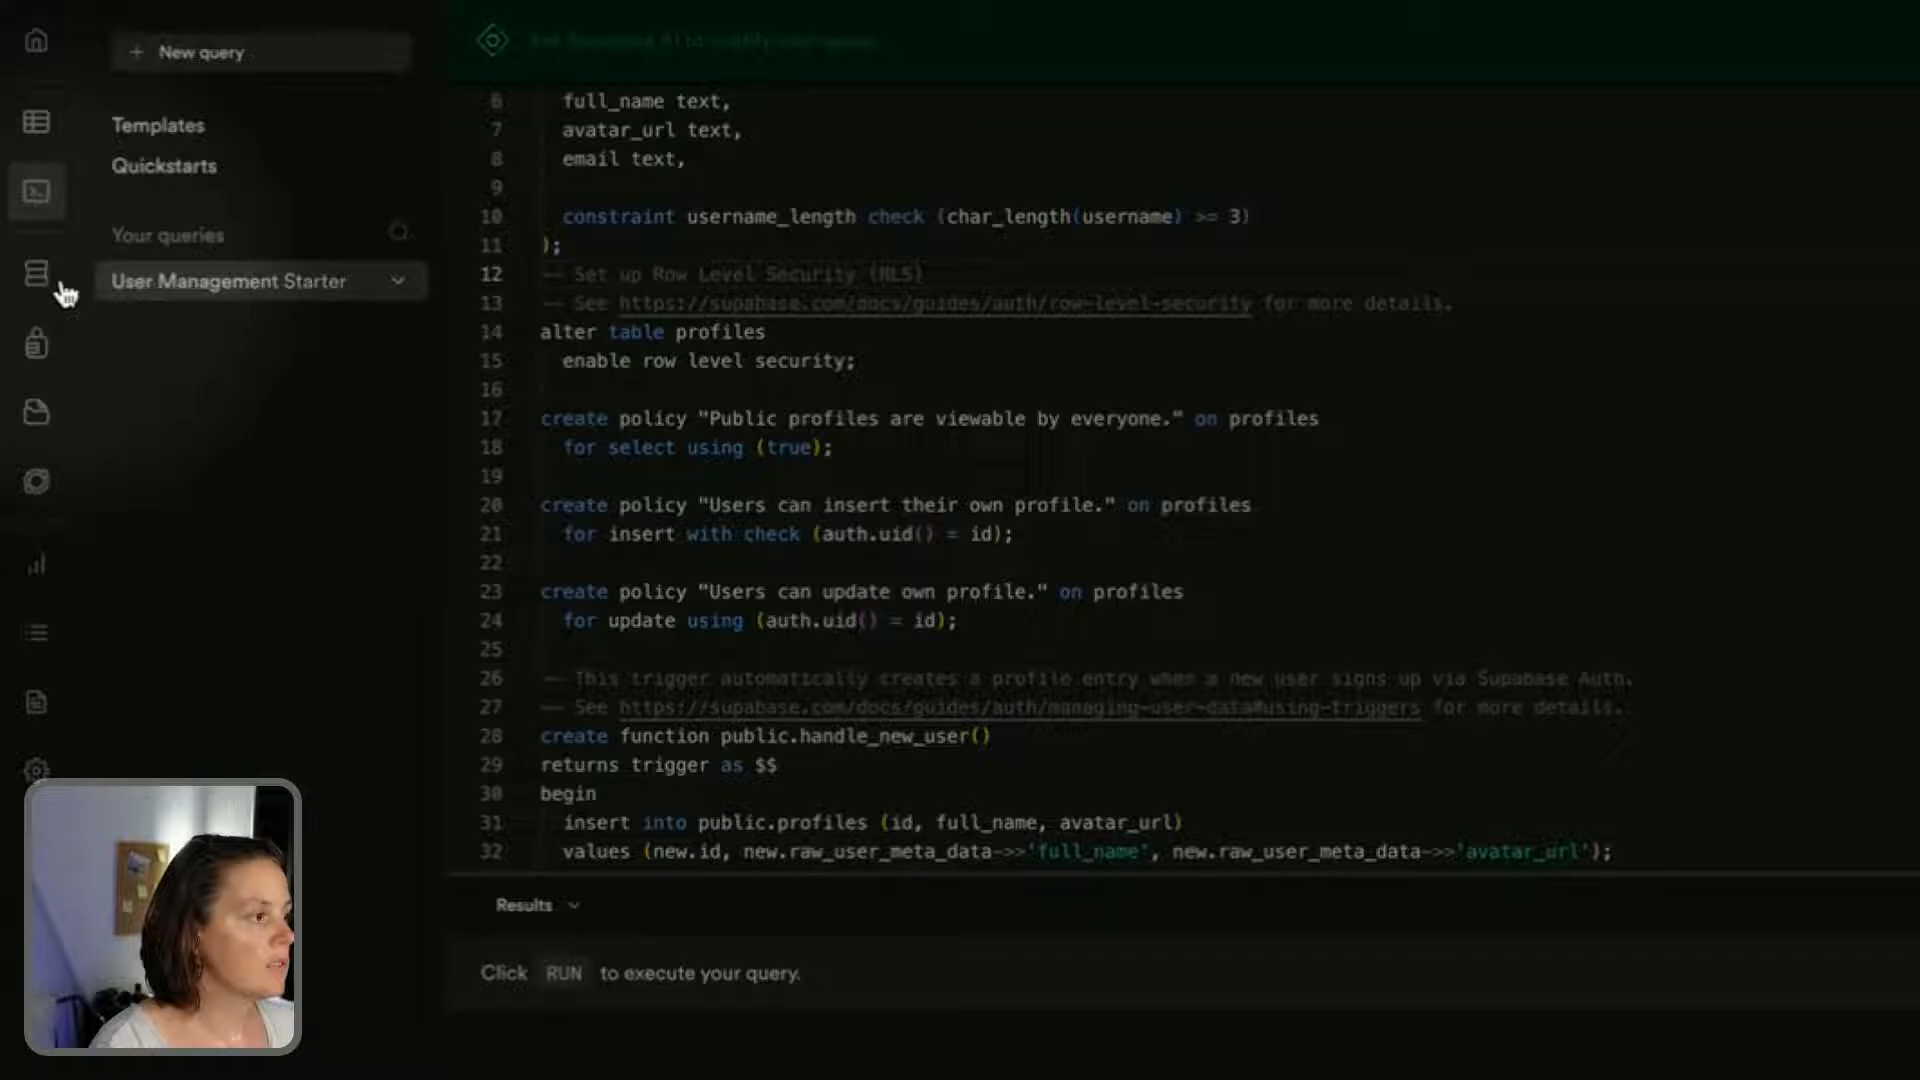 + New query
Templates
Quickstarts
Your queries
User Management Starter
Ask Supabase AI to modify your query
6 full_name text,
7 avatar_url text,
8 email text,
9
10 constraint username_length check (char_length(username) >= 3)
11 );
12 -- Set up Row Level Security (RLS)
13 -- See https://supabase.com/docs/guides/auth/row-level-security for more details.
14 alter table profiles
15 enable row level security;
16
17 create policy "Public profiles are viewable by everyone." on profiles
18 for select using (true);
19
20 create policy "Users can insert their own profile." on profiles
21 for insert with check (auth.uid() = id);
22
23 create policy "Users can update own profile." on profiles
24 for update using (auth.uid() = id);
25
26 -- This trigger automatically creates a profile entry when a new user signs up via Supabase Auth.
27 -- See https://supabase.com/docs/guides/auth/managing-user-data#using-triggers for more details.
28 create function public.handle_new_user()
29 returns trigger as $$
30 begin
31 insert into public.profiles (id, full_name, avatar_url)
32 values (new.id, new.raw_user_meta_data->>'full_name', new.raw_user_meta_data->>'avatar_url');
Results
Click RUN to execute your query.